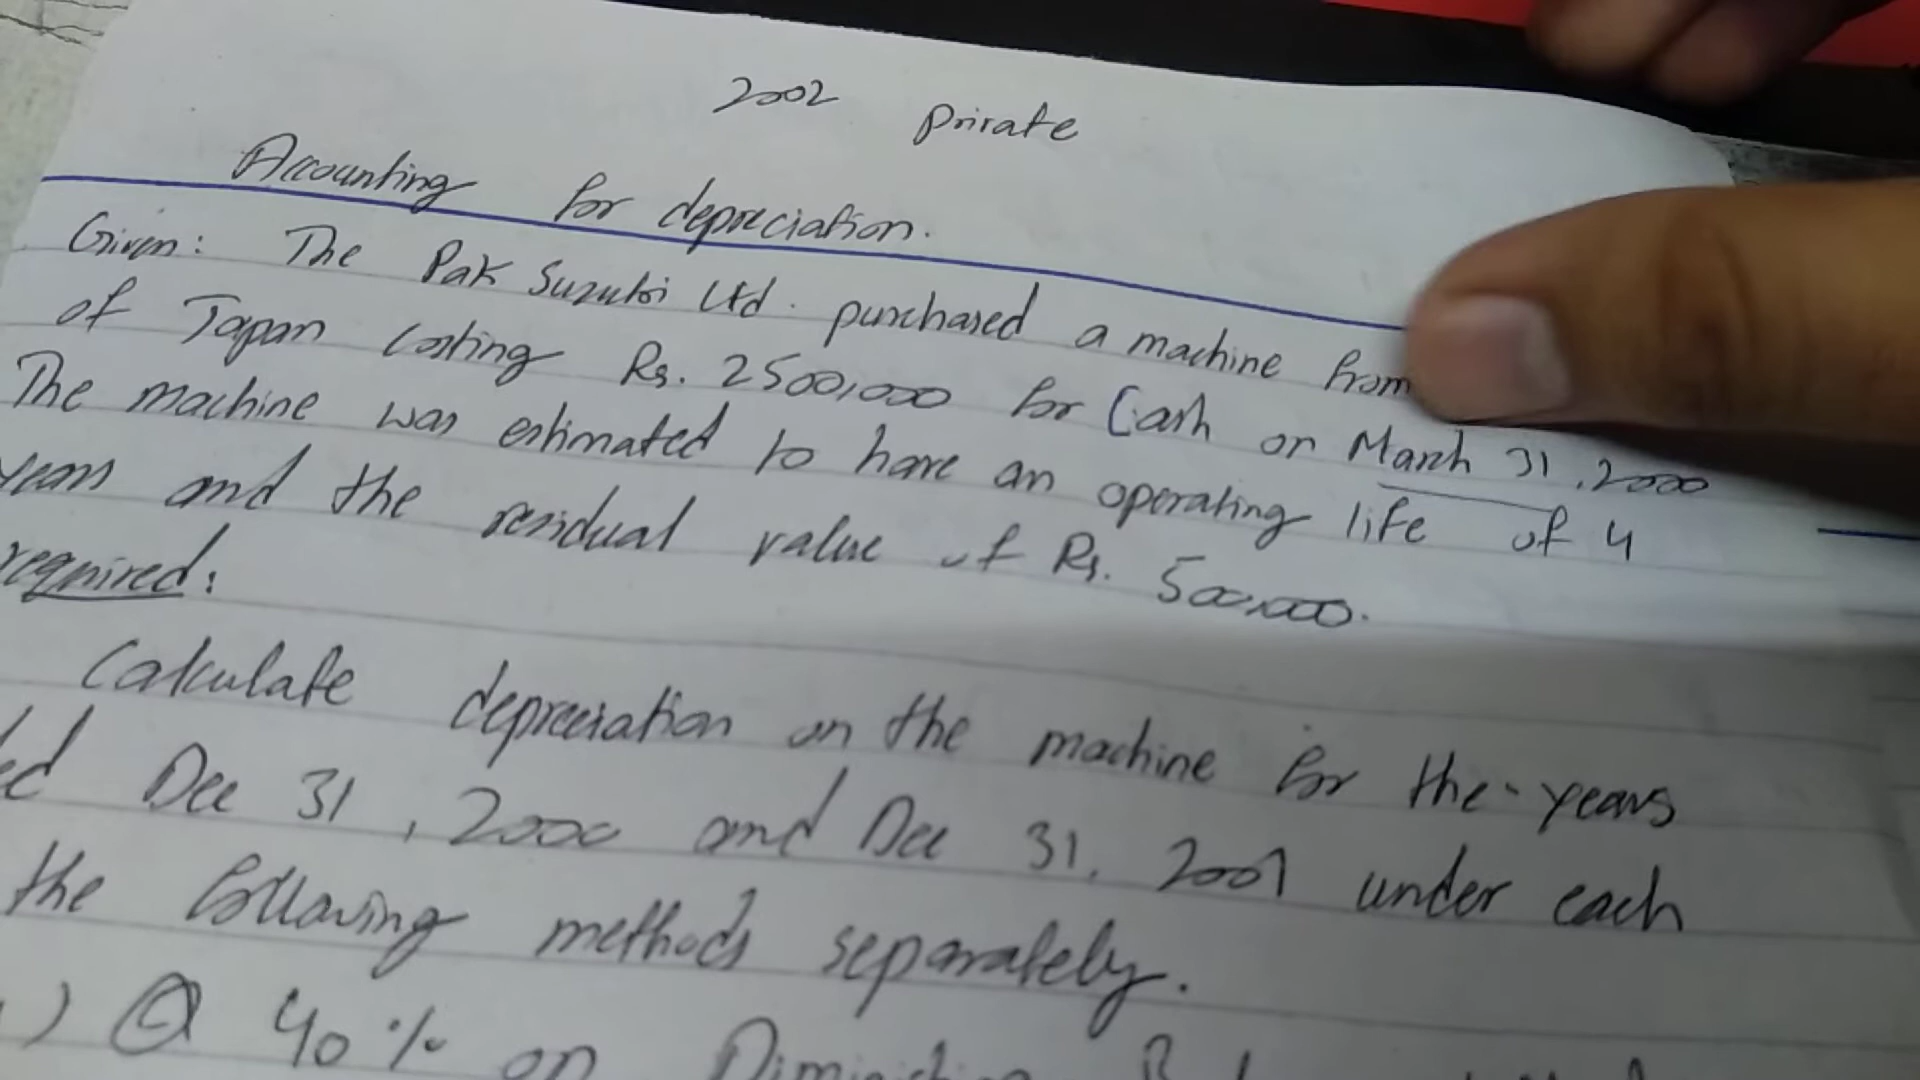 2002 Private
Accounting for depreciation.
Given: The Pak Suzuki Ltd. purchased a machine from
of Japan costing Rs. 2500,000 for Cash on March 31, 2000
The machine was estimated to have an operating life of 4
years and the residual value of Rs. 500,000.
required:
Calculate depreciation on the machine for the years
Dec 31, 2000 and Dec 31, 2001 under each
the following methods separately.
) @ 40% on